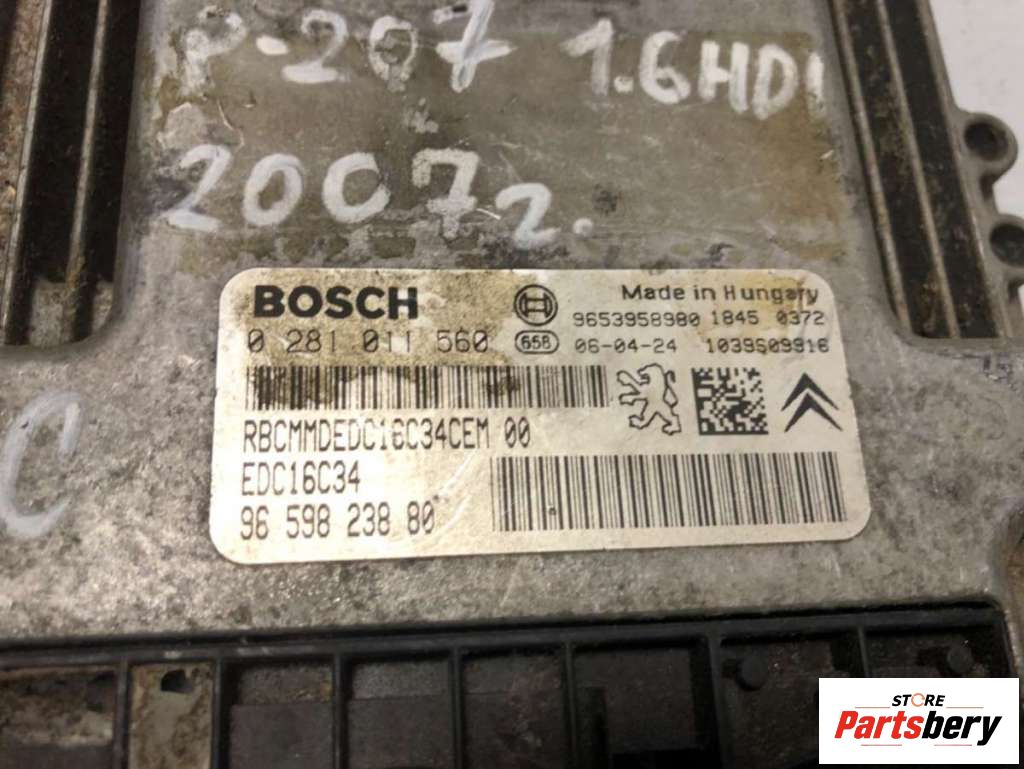 P-207 1.6HDI
2007г.
C
BOSCH
Made in Hungary
9653958980 1845 0372
0 281 011 560
658
06-04-24 1039S09916
RBCMMDEDC16C34CEM 00
EDC16C34
96 598 238 80
STORE
Partsbery